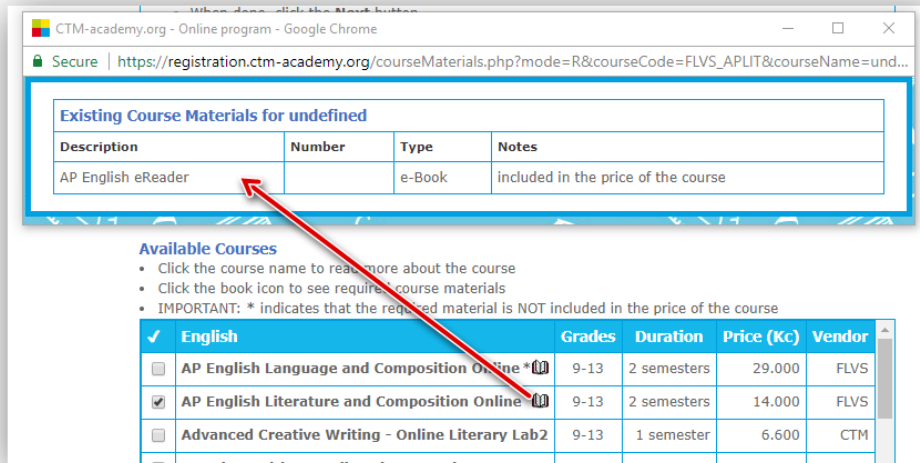 When done, click the Next button
CTM-academy.org - Online program - Google Chrome
Secure | https://registration.ctm-academy.org/courseMaterials.php?mode=R&courseCode=FLVS_APLIT&courseName=und...
Existing Course Materials for undefined
Description Number Type Notes
AP English eReader e-Book included in the price of the course
Available Courses
• Click the course name to read more about the course
• Click the book icon to see required course materials
• IMPORTANT: * indicates that the required material is NOT included in the price of the course
✓ English Grades Duration Price (Kc) Vendor
AP English Language and Composition Online * 9-13 2 semesters 29.000 FLVS
AP English Literature and Composition Online 9-13 2 semesters 14.000 FLVS
Advanced Creative Writing - Online Literary Lab2 9-13 1 semester 6.600 CTM